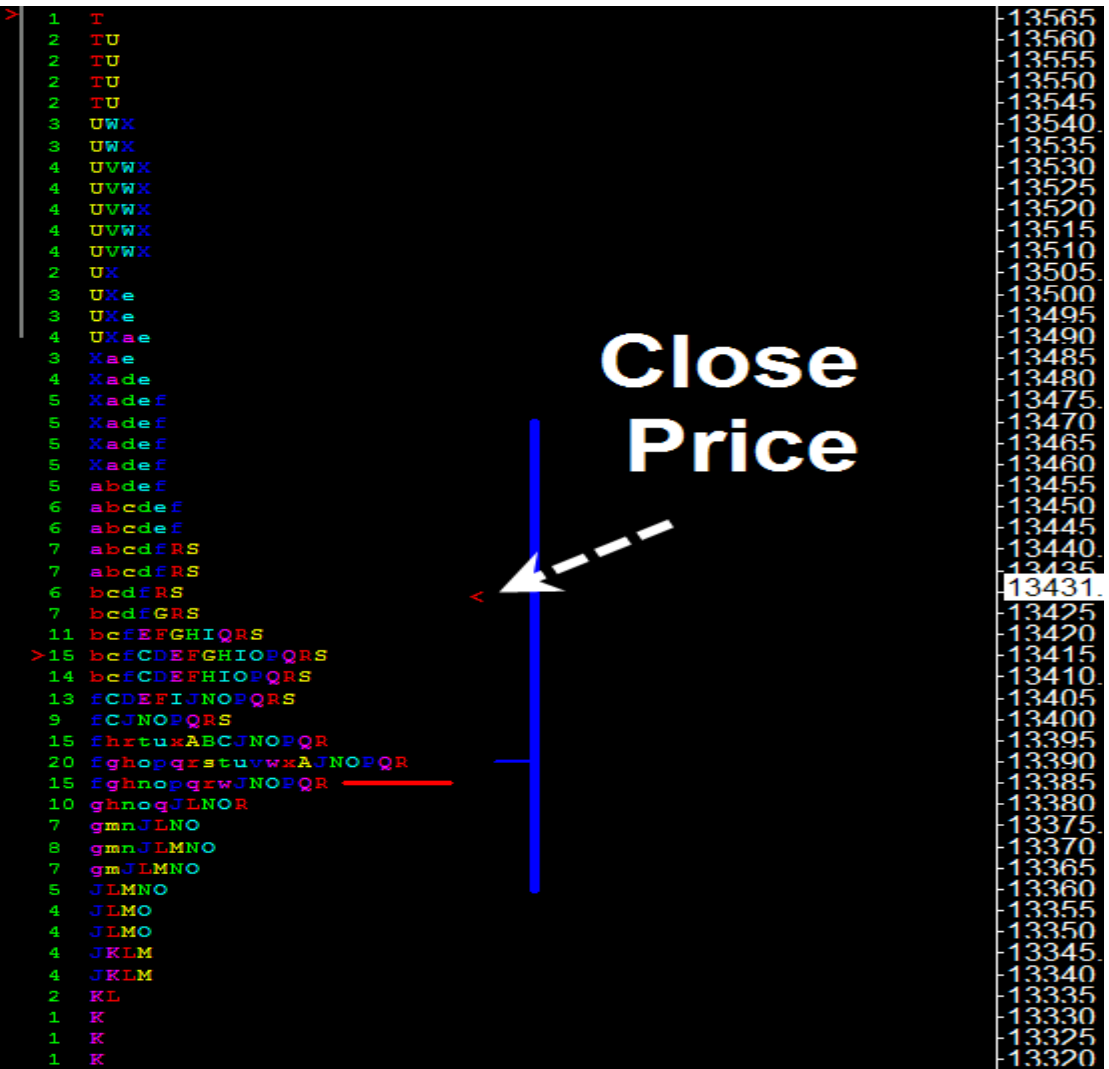 > 1 T 13565
2 TU 13560
2 TU 13555
2 TU 13550
2 TU 13545
3 UWX 13540.
3 UWX 13535
4 UVWX 13530
4 UVWX 13525
4 UVWX 13520
4 UVWX 13515
4 UVWX 13510
2 UX 13505.
3 UXe 13500
3 UXe 13495
4 UXae 13490
3 Xae 13485
Close
4 Xade 13480
5 Xadef 13475.
5 Xadef 13470
5 Xadef 13465
Price
5 Xadef 13460
5 abdef 13455
6 abcdef 13450
6 abcdef 13445
7 abcdfRS 13440.
7 abcdfRS 13435
6 bcdfRS < 13431.
7 bcdfGRS 13425
11 bcfEFGHIQRS 13420
>15 bcfCDEFGHIOPQRS 13415
14 bcfCDEFHIOPQRS 13410.
13 fCDEFIJNOPQRS 13405
9 fCJNOPQRS 13400
15 fhrtuxABCJNOPQR 13395
20 fghopqrstuvwxAJNOPQR 13390
15 fghnopqrwJNOPQR 13385
10 ghnoqJLNOR 13380
7 gmnJLNO 13375.
8 gmnJLMNO 13370
7 gmJLMNO 13365
5 JLMNO 13360
4 JLMO 13355
4 JLMO 13350
4 JKLM 13345.
4 JKLM 13340
2 KL 13335
1 K 13330
1 K 13325
1 K 13320